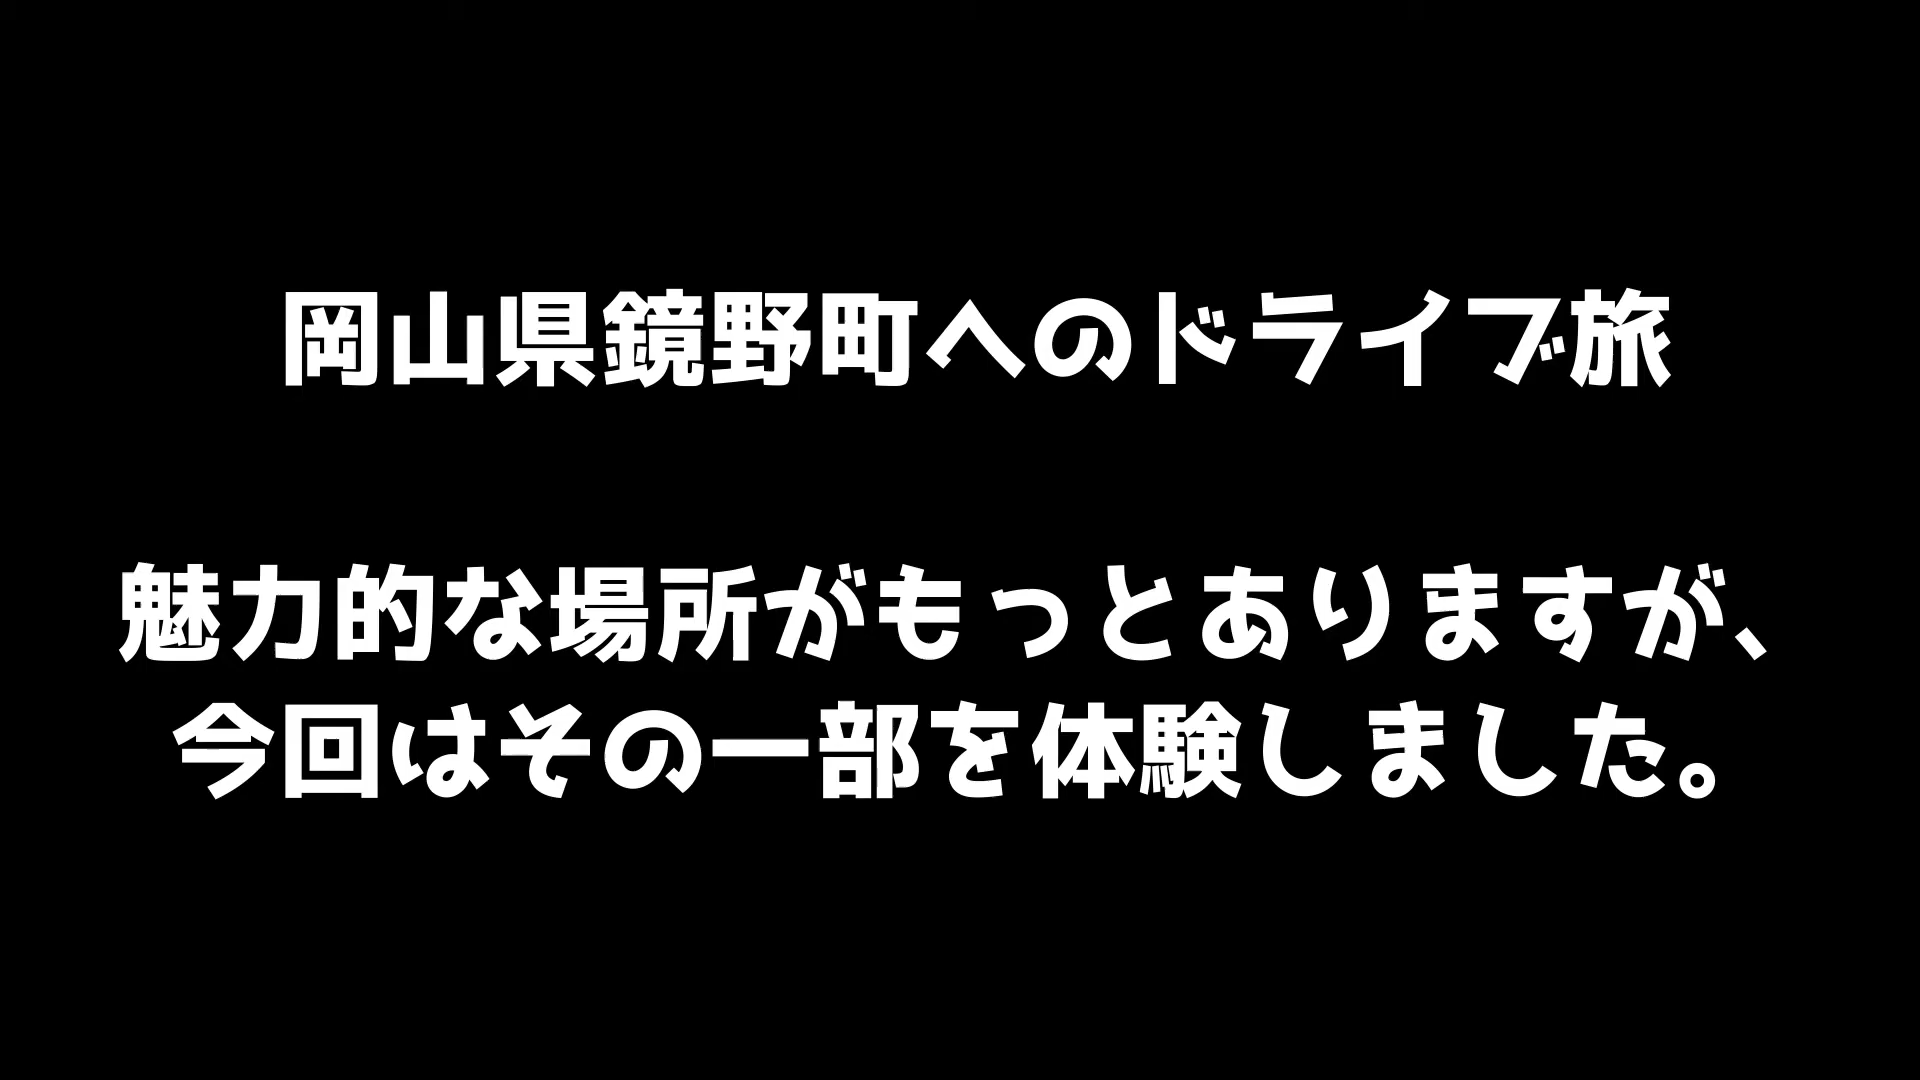 岡山県鏡野町へのドライブ旅
魅力的な場所がもっとありますが、
今回はその一部を体験しました。